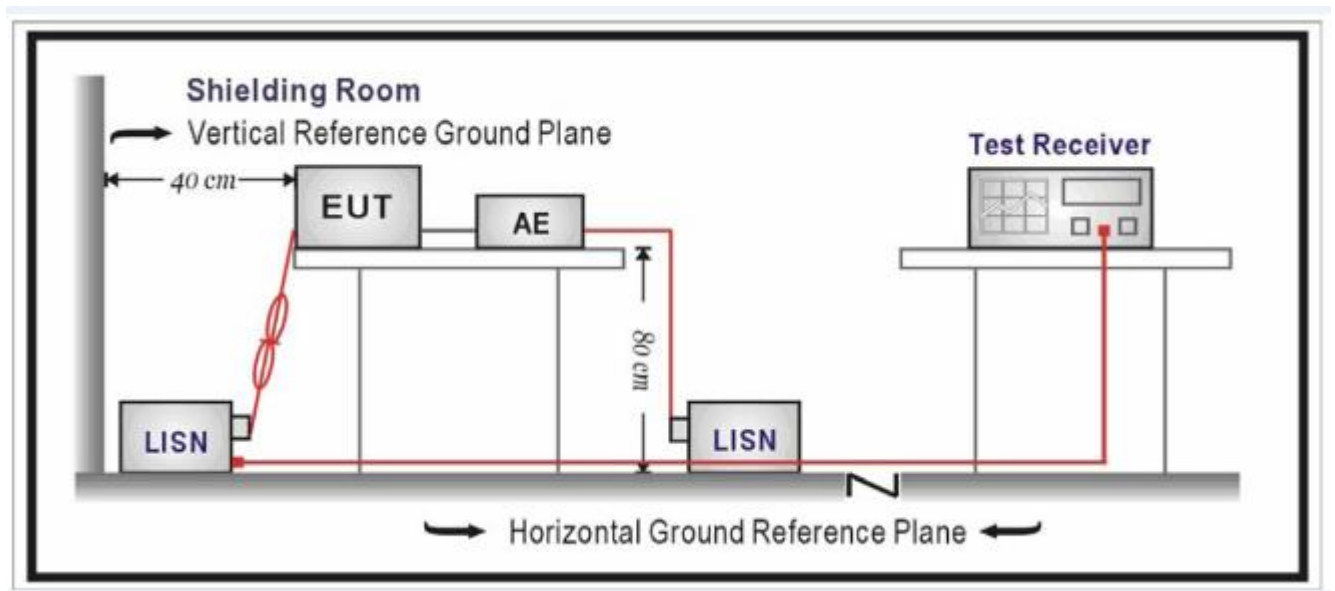 Shielding Room
Vertical Reference Ground Plane
Test Receiver
40 cm
EUT
AE
80 cm
LISN
LISN
Horizontal Ground Reference Plane